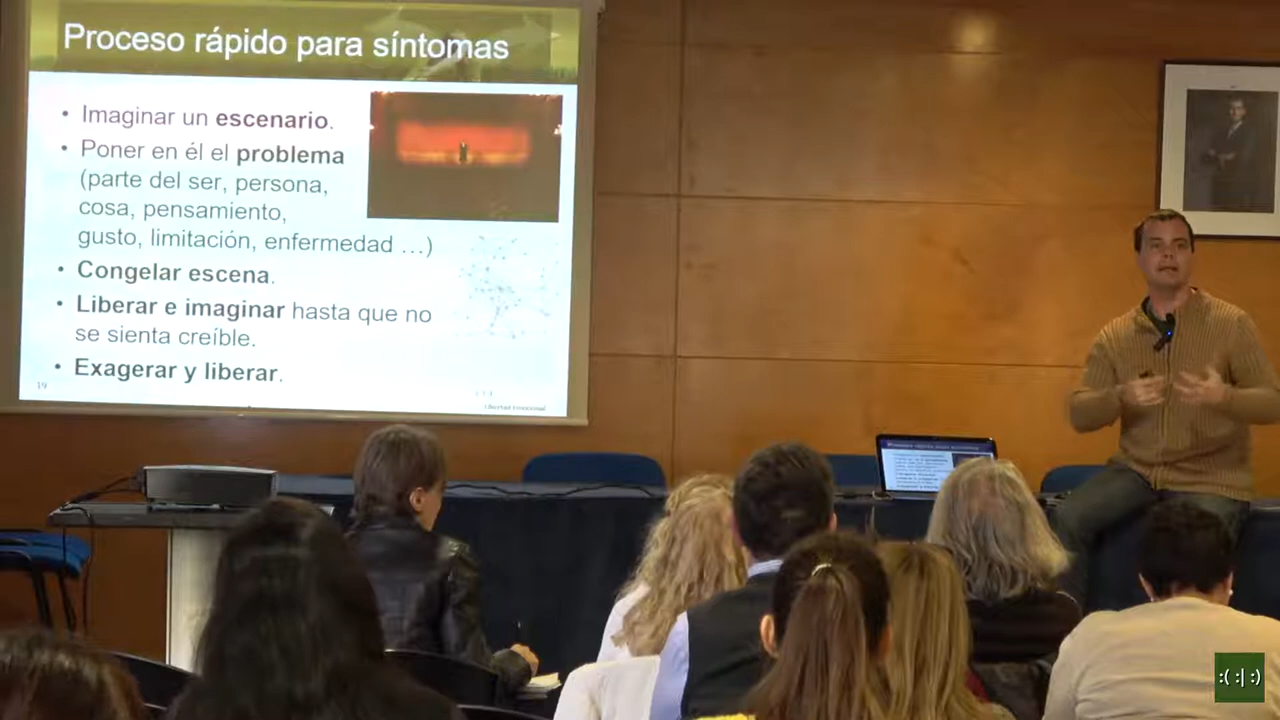 Proceso rápido para síntomas
• Imaginar un escenario.
• Poner en él el problema
(parte del ser, persona,
cosa, pensamiento,
gusto, limitación, enfermedad …)
• Congelar escena.
• Liberar e imaginar hasta que no
se sienta creíble.
• Exagerar y liberar.
19
Libertad Emocional
:( :| :)